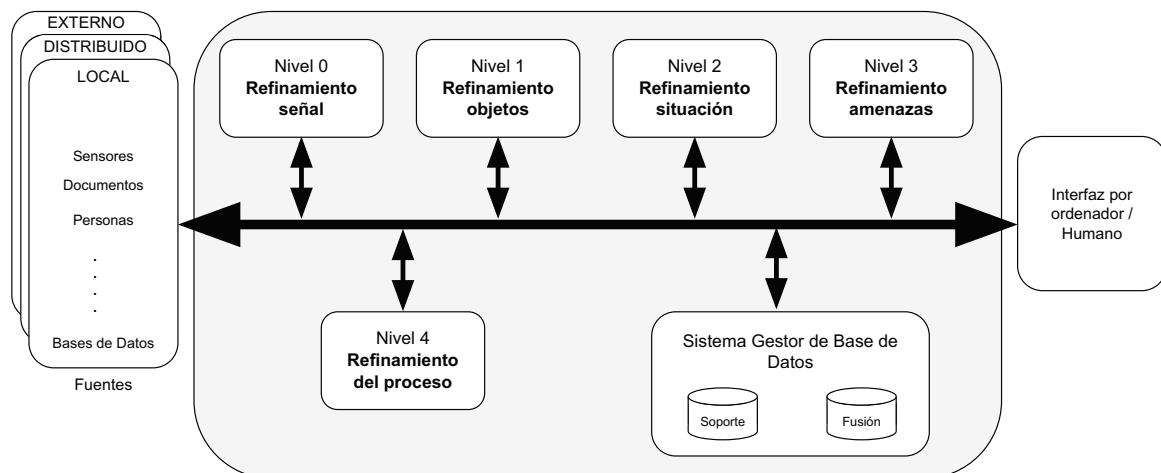 EXTERNO
DISTRIBUIDO
LOCAL
Sensores
Documentos
Personas
.
.
.
.
Bases de Datos
Fuentes
Nivel 0
Refinamiento
señal
Nivel 1
Refinamiento
objetos
Nivel 2
Refinamiento
situación
Nivel 3
Refinamiento
amenazas
Nivel 4
Refinamiento
del proceso
Sistema Gestor de Base de
Datos
Soporte
Fusión
Interfaz por
ordenador /
Humano